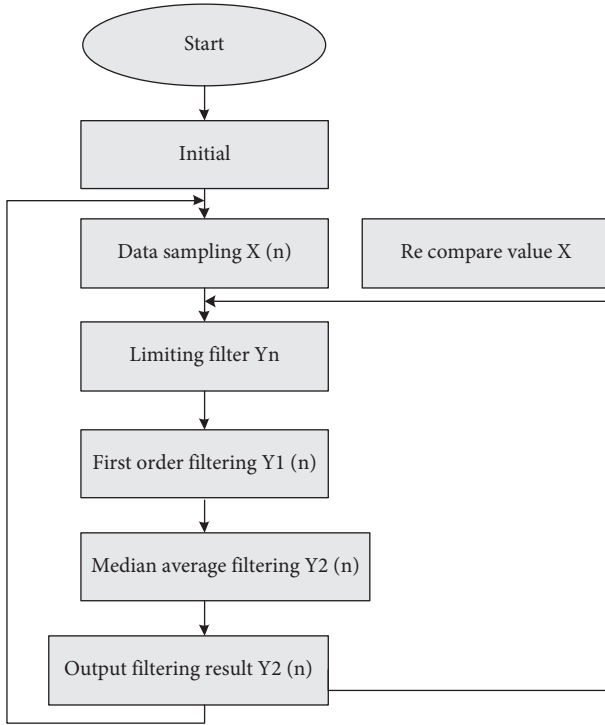 Start
Initial
Data sampling X (n)
Re compare value X
Limiting filter Yn
First order filtering Y1 (n)
Median average filtering Y2 (n)
Output filtering result Y2 (n)